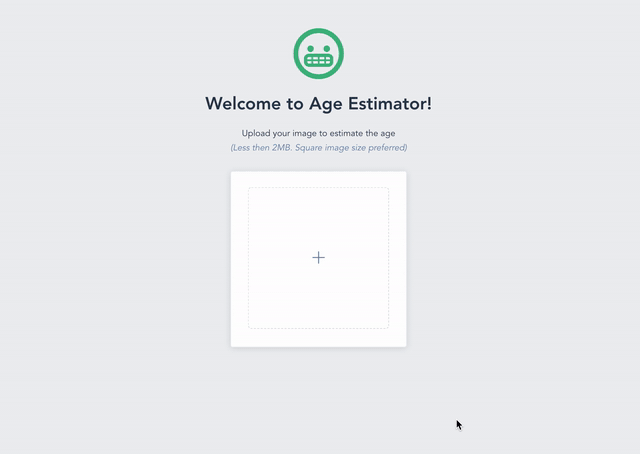 Welcome to Age Estimator!
Upload your image to estimate the age
(Less then 2MB. Square image size preferred)